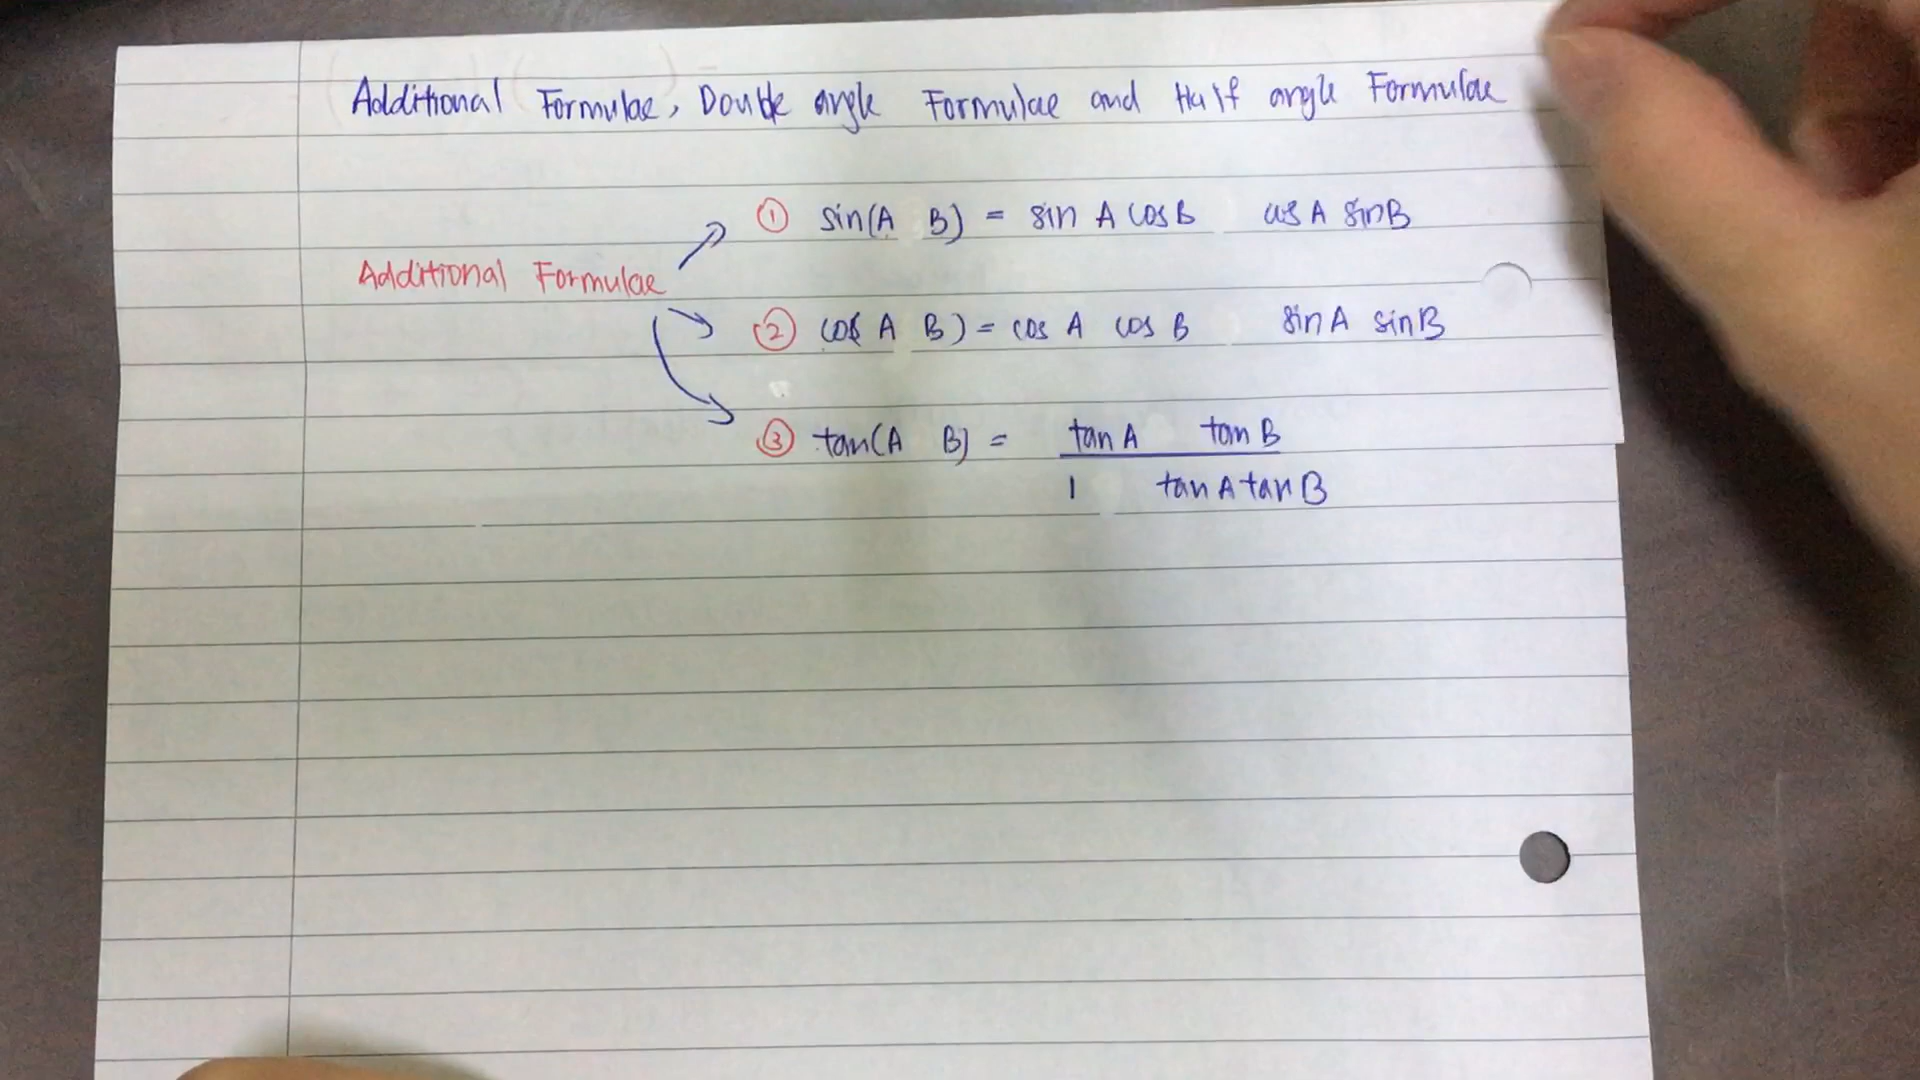 Additional Formulae, Double angle Formulae and Half angle Formulae
① sin(A B) = sin A cos B cos A sin B
Additional Formulae
② cos(A B) = cos A cos B sin A sin B
③ tan(A B) = tan A tan B
1 tan A tan B